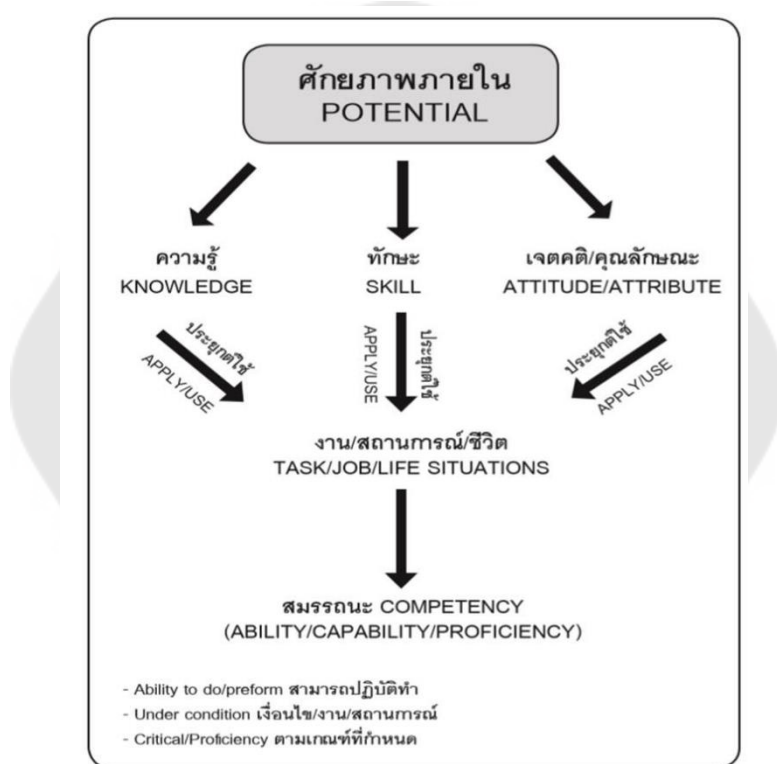 ศักยภาพภายใน
POTENTIAL
ความรู้
KNOWLEDGE
ทักษะ
SKILL
เจตคติ/คุณลักษณะ
ATTITUDE/ATTRIBUTE
ประยุกต์ใช้
APPLY/USE
ประยุกต์ใช้
APPLY/USE
ประยุกต์ใช้
APPLY/USE
งาน/สถานการณ์/ชีวิต
TASK/JOB/LIFE SITUATIONS
สมรรถนะ COMPETENCY
(ABILITY/CAPABILITY/PROFICIENCY)
- Ability to do/preform สามารถปฏิบัติทำ
- Under condition เงื่อนไข/งาน/สถานการณ์
- Critical/Proficiency ตามเกณฑ์ที่กำหนด